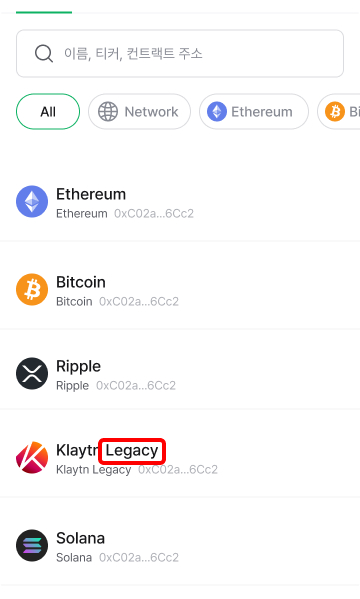 이름, 티커, 컨트랙트 주소
All Network Ethereum Bi
Ethereum
Ethereum 0xC02a...6Cc2
Bitcoin
Bitcoin 0xC02a...6Cc2
Ripple
Ripple 0xC02a...6Cc2
Klaytn Legacy
Klaytn Legacy 0xC02a...6Cc2
Solana
Solana 0xC02a...6Cc2